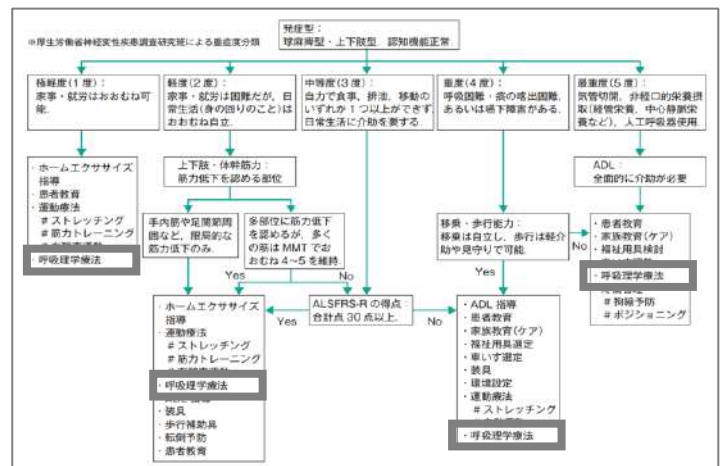 ※厚生労働省神経変性疾患調査研究班による重症度分類
発症型：
球麻痺型・上下肢型．認知機能正常．
極軽度(1度)：
家事・就労はおおむね可
能．
軽度(2度)：
家事・就労は困難だが，日
常生活(身の回りのこと)は
おおむね自立．
中等度(3度)：
自力で食事，排泄，移動の
いずれか1つ以上ができず，
日常生活に介助を要する．
重度(4度)：
呼吸困難・痰の喀出困難，
あるいは嚥下障害がある．
最重度(5度)：
気管切開，非経口的栄養摂
取(経管栄養，中心静脈栄
養など)，人工呼吸器使用．
・ホームエクササイズ
指導
・患者教育
・運動療法
＃ストレッチング
＃筋力トレーニング
・呼吸理学療法
上下肢・体幹筋力：
筋力低下を認める部位
手内筋や足関節周
囲など，限局的な
筋力低下のみ．
多部位に筋力低下
を認めるが，多く
の筋はMMTでお
おむね4～5を維持．
Yes
No
ALSFRS-Rの得点：
合計点30点以上．
Yes
No
移乗・歩行能力：
移乗は自立し，歩行は軽介
助や見守りで可能．
Yes
No
ADL：
全面的に介助が必要
・患者教育
・家族教育(ケア)
・福祉用具検討
・呼吸理学療法
＃拘縮予防
＃ポジショニング
・ホームエクササイズ
指導
・運動療法
＃ストレッチング
＃筋力トレーニング
・呼吸理学療法
・装具
・歩行補助具
・転倒予防
・患者教育
・ADL指導
・患者教育
・家族教育(ケア)
・福祉用具選定
・車いす選定
・装具
・環境設定
・運動療法
＃ストレッチング
・呼吸理学療法